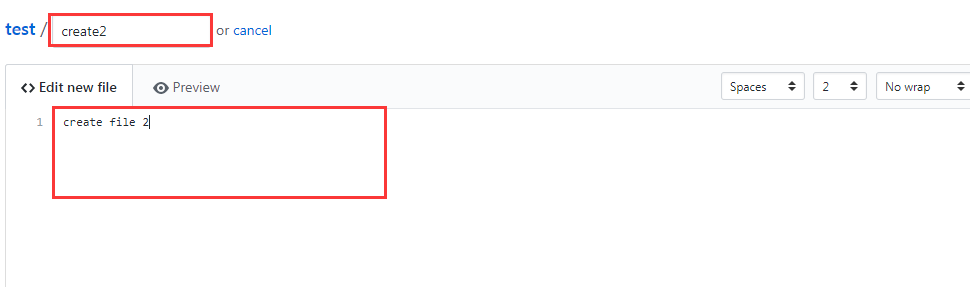 test / create2 or cancel
Edit new file Preview Spaces 2 No wrap
1 create file 2